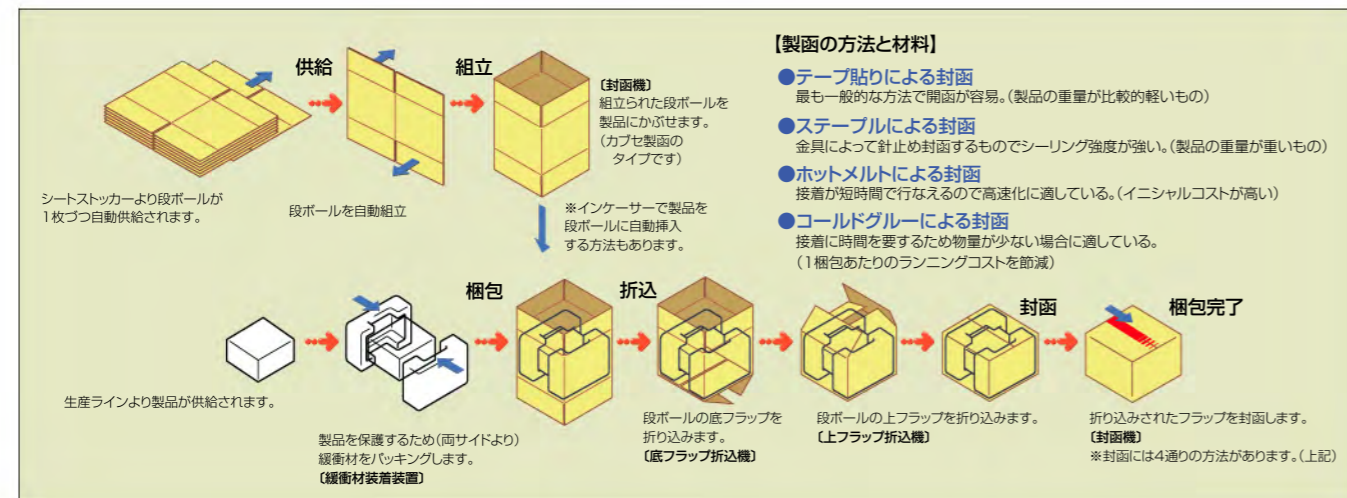 供給
組立
シートストッカーより段ボールが
1枚づつ自動供給されます。
段ボールを自動組立
〔封函機〕
組立られた段ボールを
製品にかぶせます。
(カブセ製函の
タイプです)
※インケーサーで製品を
段ボールに自動挿入
する方法もあります。
【製函の方法と材料】
●テープ貼りによる封函
最も一般的な方法で開函が容易。(製品の重量が比較的軽いもの)
●ステープルによる封函
金具によって針止め封函するものでシーリング強度が強い。(製品の重量が重いもの)
●ホットメルトによる封函
接着が短時間で行なえるので高速化に適している。(イニシャルコストが高い)
●コールドグルーによる封函
接着に時間を要するため物量が少ない場合に適している。
(1梱包あたりのランニングコストを節減)
梱包
折込
封函
梱包完了
生産ラインより製品が供給されます。
製品を保護するため(両サイドより)
緩衝材をパッキングします。
〔緩衝材装着装置〕
段ボールの底フラップを
折り込みます。
〔底フラップ折込機〕
段ボールの上フラップを折り込みます。
〔上フラップ折込機〕
折り込みされたフラップを封函します。
〔封函機〕
※封函には4通りの方法があります。(上記)